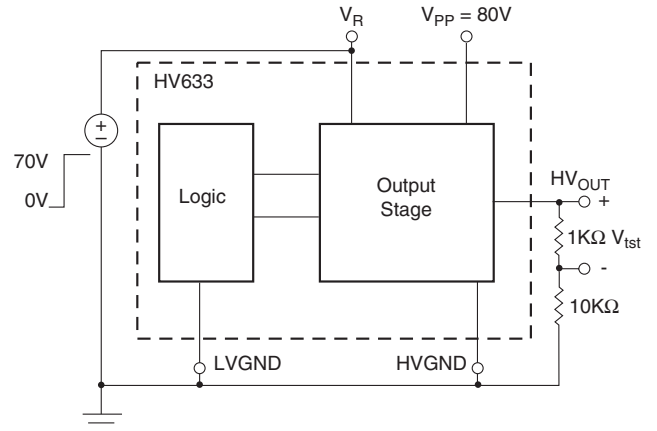 V_R
V_PP = 80V
HV633
+
−
70V
0V
Logic
Output
Stage
HV_OUT
+
1KΩ V_tst
-
10KΩ
LVGND
HVGND